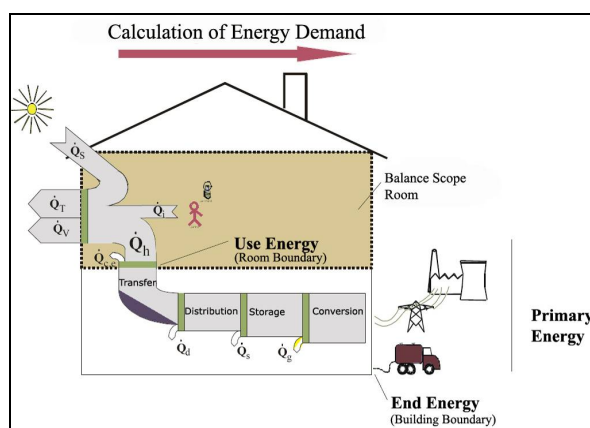 Calculation of Energy Demand
Q̇S
Balance Scope
Room
Q̇T
Q̇i
Q̇V
Q̇h
Use Energy
(Room Boundary)
Q̇c,e
Transfer
Distribution
Storage
Conversion
Primary
Energy
Q̇d
Q̇s
Q̇g
End Energy
(Building Boundary)